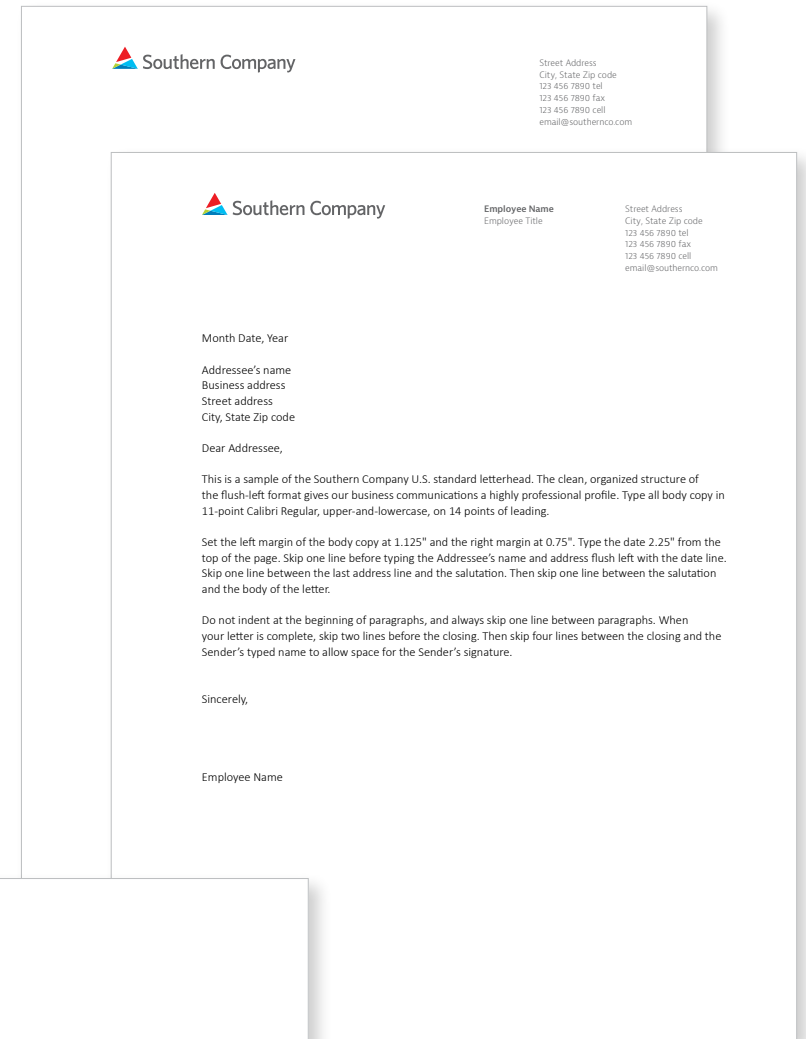 Southern Company
Street Address
City, State Zip code
123 456 7890 tel
123 456 7890 fax
123 456 7890 cell
email@southernco.com
Southern Company
Employee Name
Employee Title
Street Address
City, State Zip code
123 456 7890 tel
123 456 7890 fax
123 456 7890 cell
email@southernco.com
Month Date, Year
Addressee’s name
Business address
Street address
City, State Zip code
Dear Addressee,
This is a sample of the Southern Company U.S. standard letterhead. The clean, organized structure of
the flush-left format gives our business communications a highly professional profile. Type all body copy in
11-point Calibri Regular, upper-and-lowercase, on 14 points of leading.
Set the left margin of the body copy at 1.125" and the right margin at 0.75". Type the date 2.25" from the
top of the page. Skip one line before typing the Addressee’s name and address flush left with the date line.
Skip one line between the last address line and the salutation. Then skip one line between the salutation
and the body of the letter.
Do not indent at the beginning of paragraphs, and always skip one line between paragraphs. When
your letter is complete, skip two lines before the closing. Then skip four lines between the closing and the
Sender’s typed name to allow space for the Sender’s signature.
Sincerely,
Employee Name